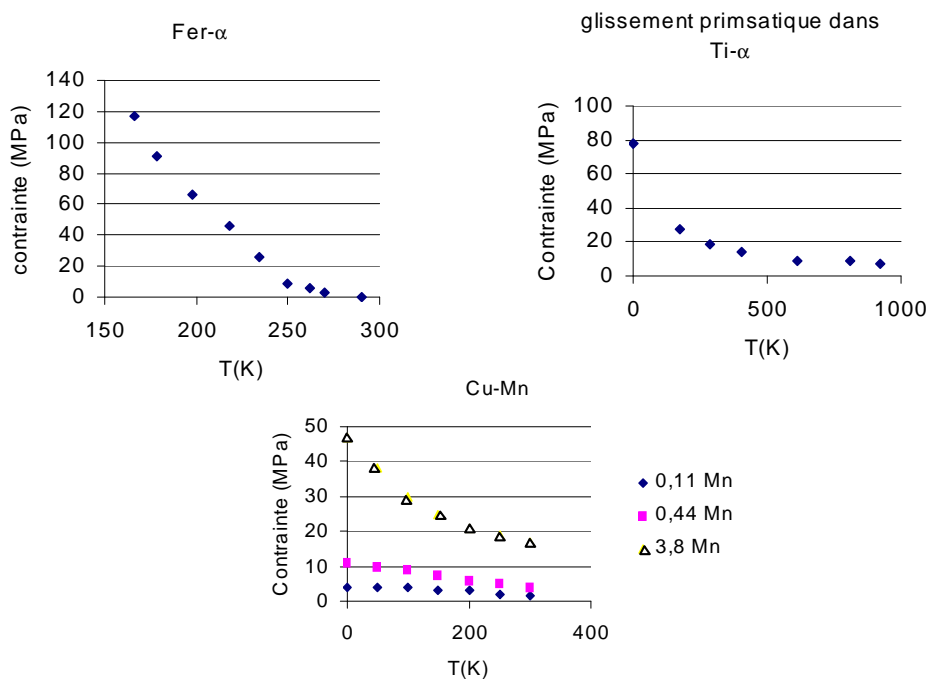 Fer-α
contrainte (MPa)
140
120
100
80
60
40
20
0
150
200
250
300
T(K)
glissement primsatique dans
Ti-α
Contrainte (MPa)
100
80
60
40
20
0
0
500
1000
T(K)
Cu-Mn
Contrainte (MPa)
50
40
30
20
10
0
0
200
400
T(K)
0,11 Mn
0,44 Mn
3,8 Mn